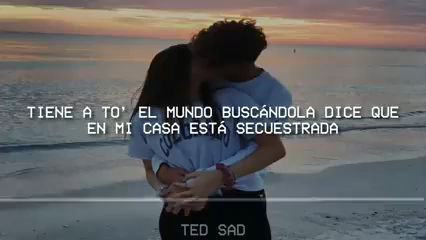 TIENE A TO' EL MUNDO BUSCÁNDOLA DICE QUE
EN MI CASA ESTÁ SECUESTRADA
TED SAD